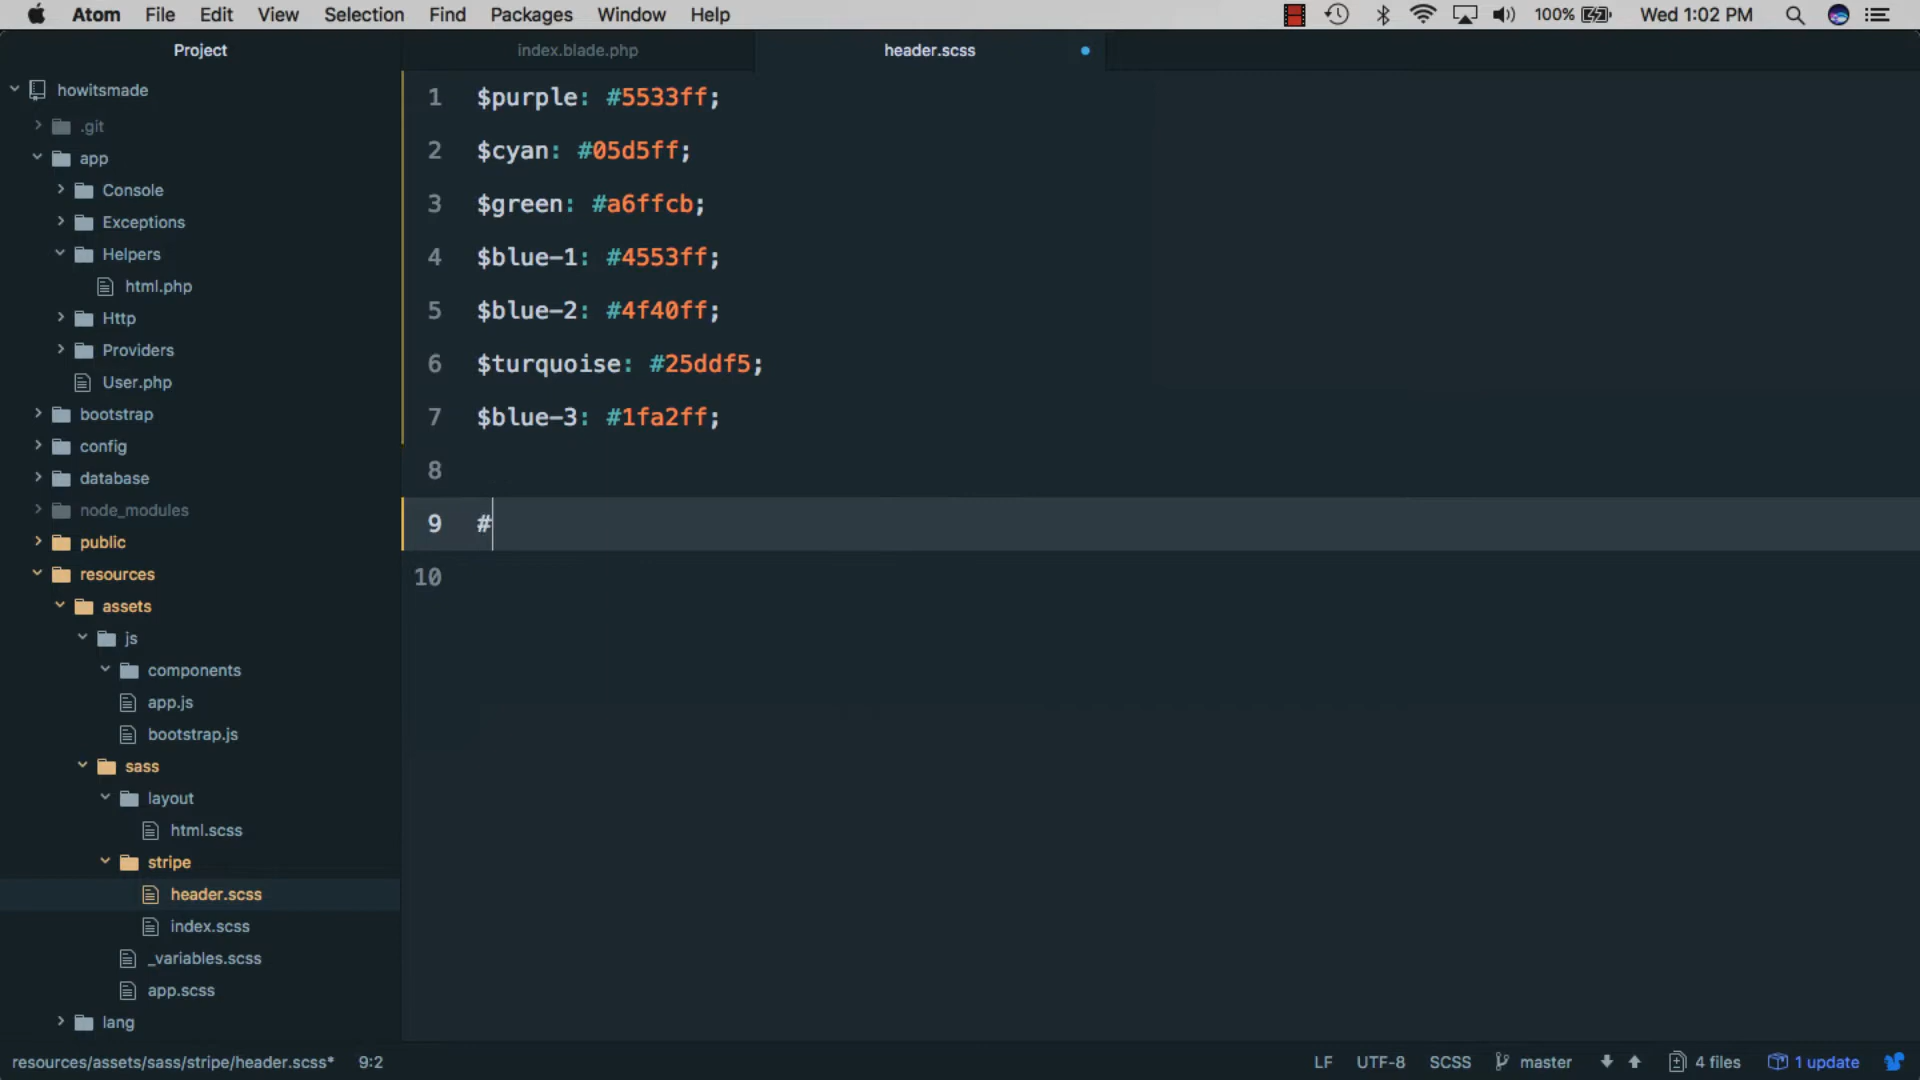 Atom File Edit View Selection Find Packages Window Help 100% Wed 1:02 PM
Project
index.blade.php
header.scss
howitsmade
.git
app
Console
Exceptions
Helpers
html.php
Http
Providers
User.php
bootstrap
config
database
node_modules
public
resources
assets
js
components
app.js
bootstrap.js
sass
layout
html.scss
stripe
header.scss
index.scss
_variables.scss
app.scss
lang
1 $purple: #5533ff;
2 $cyan: #05d5ff;
3 $green: #a6ffcb;
4 $blue-1: #4553ff;
5 $blue-2: #4f40ff;
6 $turquoise: #25ddf5;
7 $blue-3: #1fa2ff;
8
9 #
10
resources/assets/sass/stripe/header.scss* 9:2 LF UTF-8 SCSS master 4 files 1 update